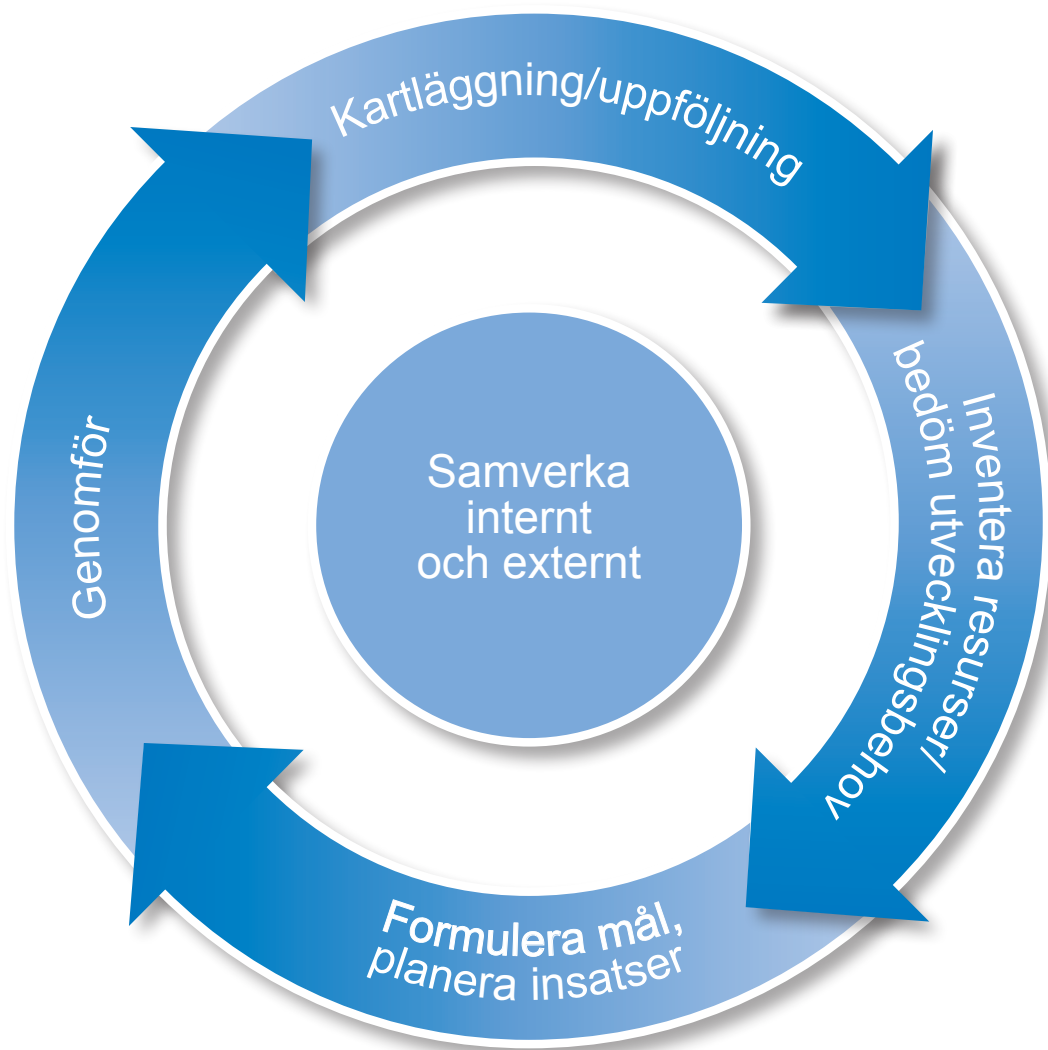 Kartläggning/uppföljning
Inventera resurser/
bedöm utvecklingsbehov
Formulera mål,
planera insatser
Genomför
Samverka
internt
och externt